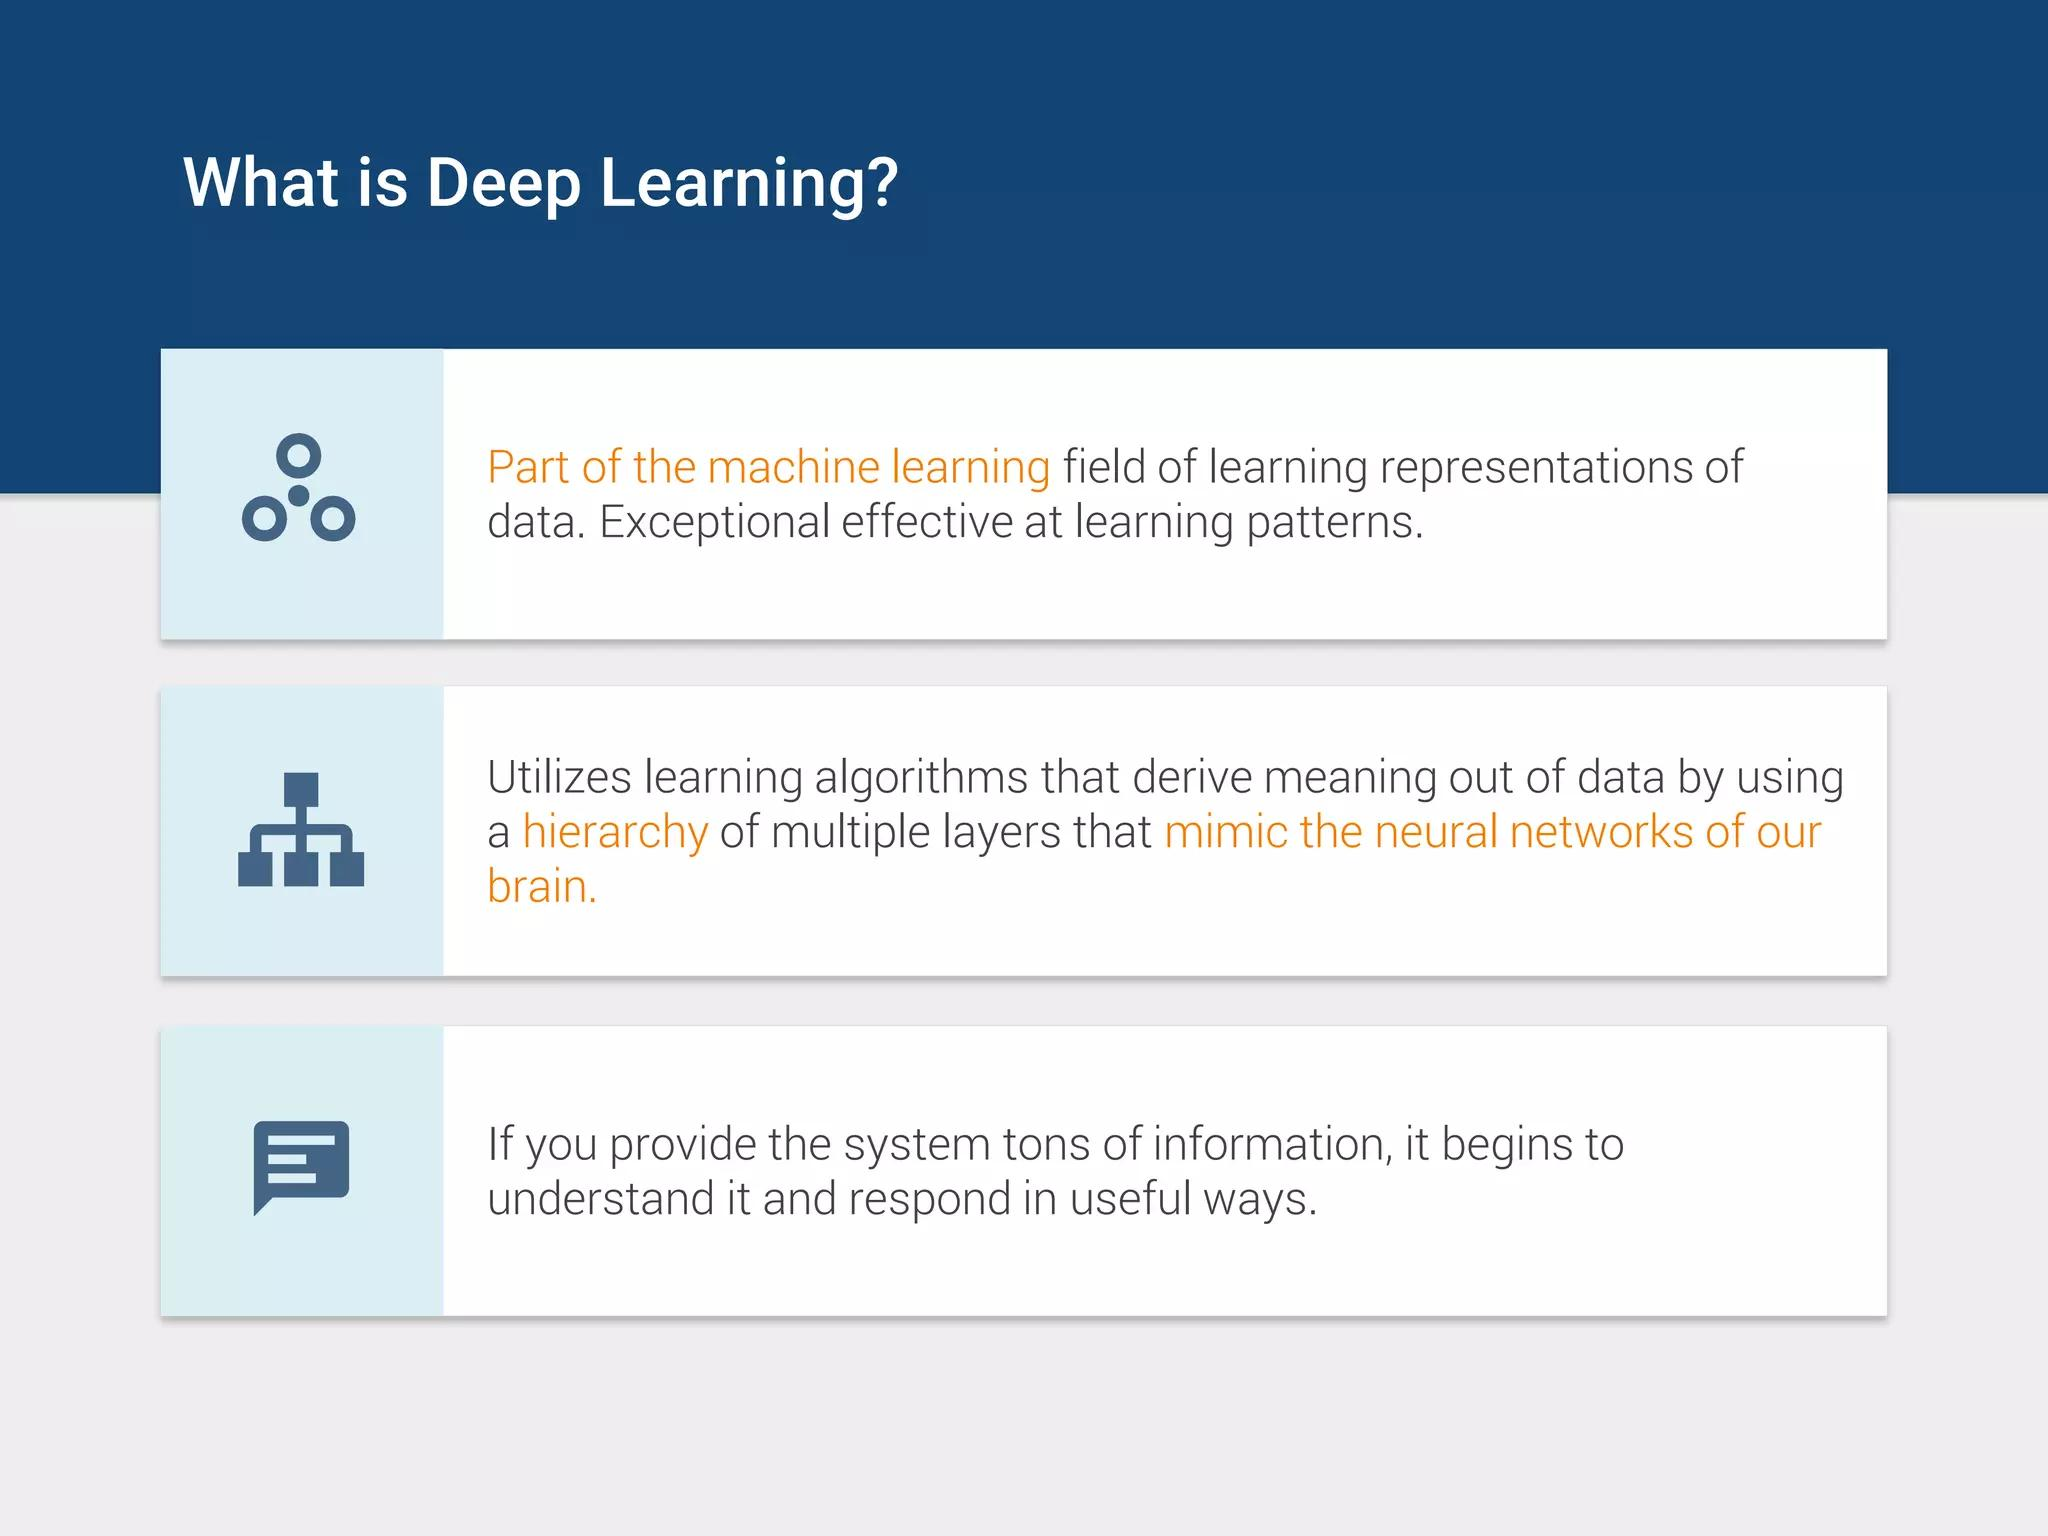 What is Deep Learning?
Part of the machine learning field of learning representations of
data. Exceptional effective at learning patterns.
Utilizes learning algorithms that derive meaning out of data by using
a hierarchy of multiple layers that mimic the neural networks of our
brain.
If you provide the system tons of information, it begins to
understand it and respond in useful ways.